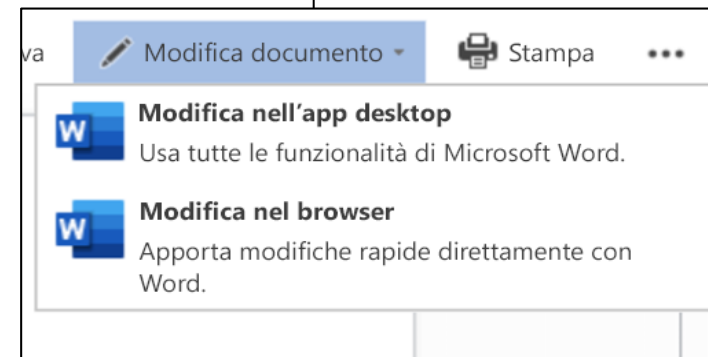 va Modifica documento Stampa •••
W Modifica nell'app desktop
Usa tutte le funzionalità di Microsoft Word.
W Modifica nel browser
Apporta modifiche rapide direttamente con
Word.